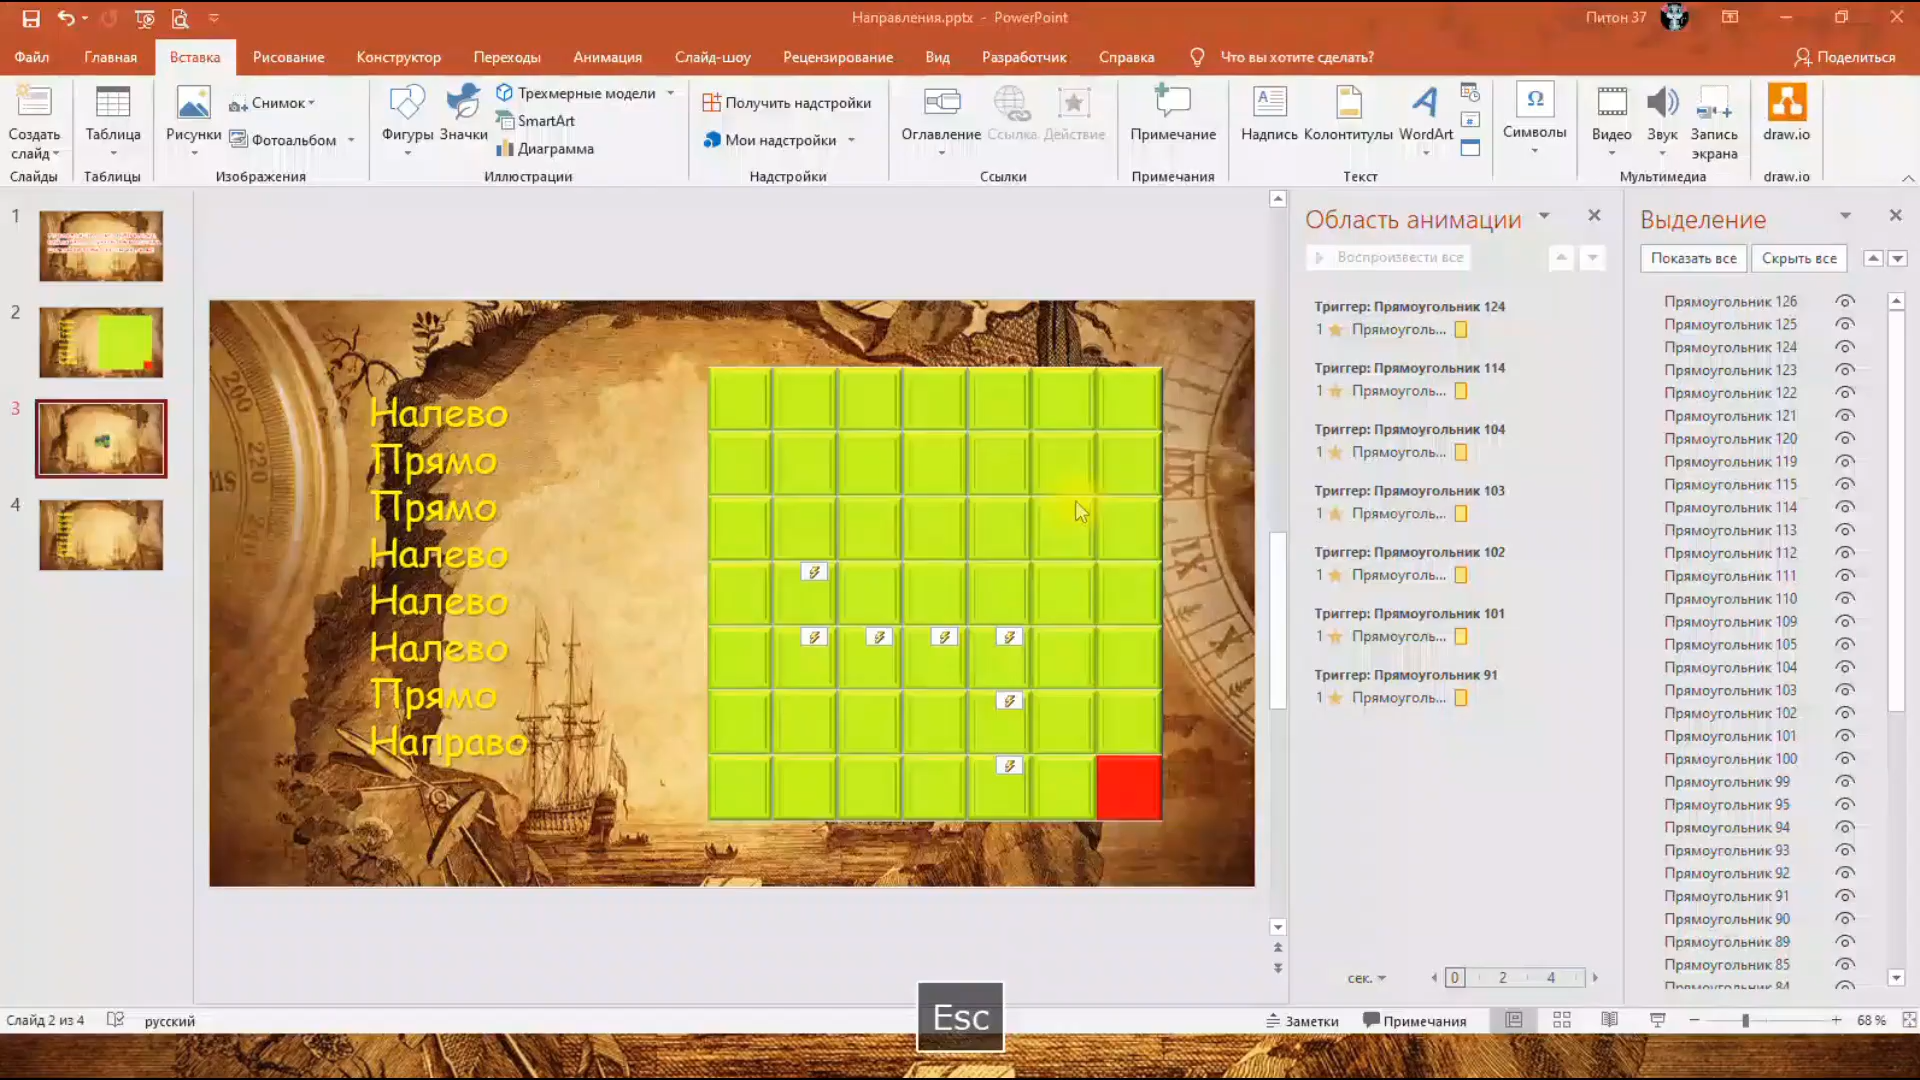 Направления.pptx - PowerPoint
Питон 37
Файл
Главная
Вставка
Рисование
Конструктор
Переходы
Анимация
Слайд-шоу
Рецензирование
Вид
Разработчик
Справка
Что вы хотите сделать?
Поделиться
Создать
слайд
Слайды
Таблица
Таблицы
Рисунки
Снимок
Фотоальбом
Изображения
Фигуры
Значки
Трехмерные модели
SmartArt
Диаграмма
Иллюстрации
Получить надстройки
Мои надстройки
Надстройки
Оглавление
Ссылка
Действие
Ссылки
Примечание
Примечания
Надпись
Колонтитулы
WordArt
Текст
Символы
Видео
Звук
Запись
экрана
Мультимедиа
draw.io
draw.io
1
2
3
4
Налево
Прямо
Прямо
Налево
Налево
Налево
Прямо
Направо
Область анимации
Воспроизвести все
Триггер: Прямоугольник 124
1 Прямоуголь...
Триггер: Прямоугольник 114
1 Прямоуголь...
Триггер: Прямоугольник 104
1 Прямоуголь...
Триггер: Прямоугольник 103
1 Прямоуголь...
Триггер: Прямоугольник 102
1 Прямоуголь...
Триггер: Прямоугольник 101
1 Прямоуголь...
Триггер: Прямоугольник 91
1 Прямоуголь...
сек.
0 2 4
Выделение
Показать все
Скрыть все
Прямоугольник 126
Прямоугольник 125
Прямоугольник 124
Прямоугольник 123
Прямоугольник 122
Прямоугольник 121
Прямоугольник 120
Прямоугольник 119
Прямоугольник 115
Прямоугольник 114
Прямоугольник 113
Прямоугольник 112
Прямоугольник 111
Прямоугольник 110
Прямоугольник 109
Прямоугольник 105
Прямоугольник 104
Прямоугольник 103
Прямоугольник 102
Прямоугольник 101
Прямоугольник 100
Прямоугольник 99
Прямоугольник 95
Прямоугольник 94
Прямоугольник 93
Прямоугольник 92
Прямоугольник 91
Прямоугольник 90
Прямоугольник 89
Прямоугольник 85
Прямоугольник 84
Esc
Слайд 2 из 4
русский
Заметки
Примечания
68 %